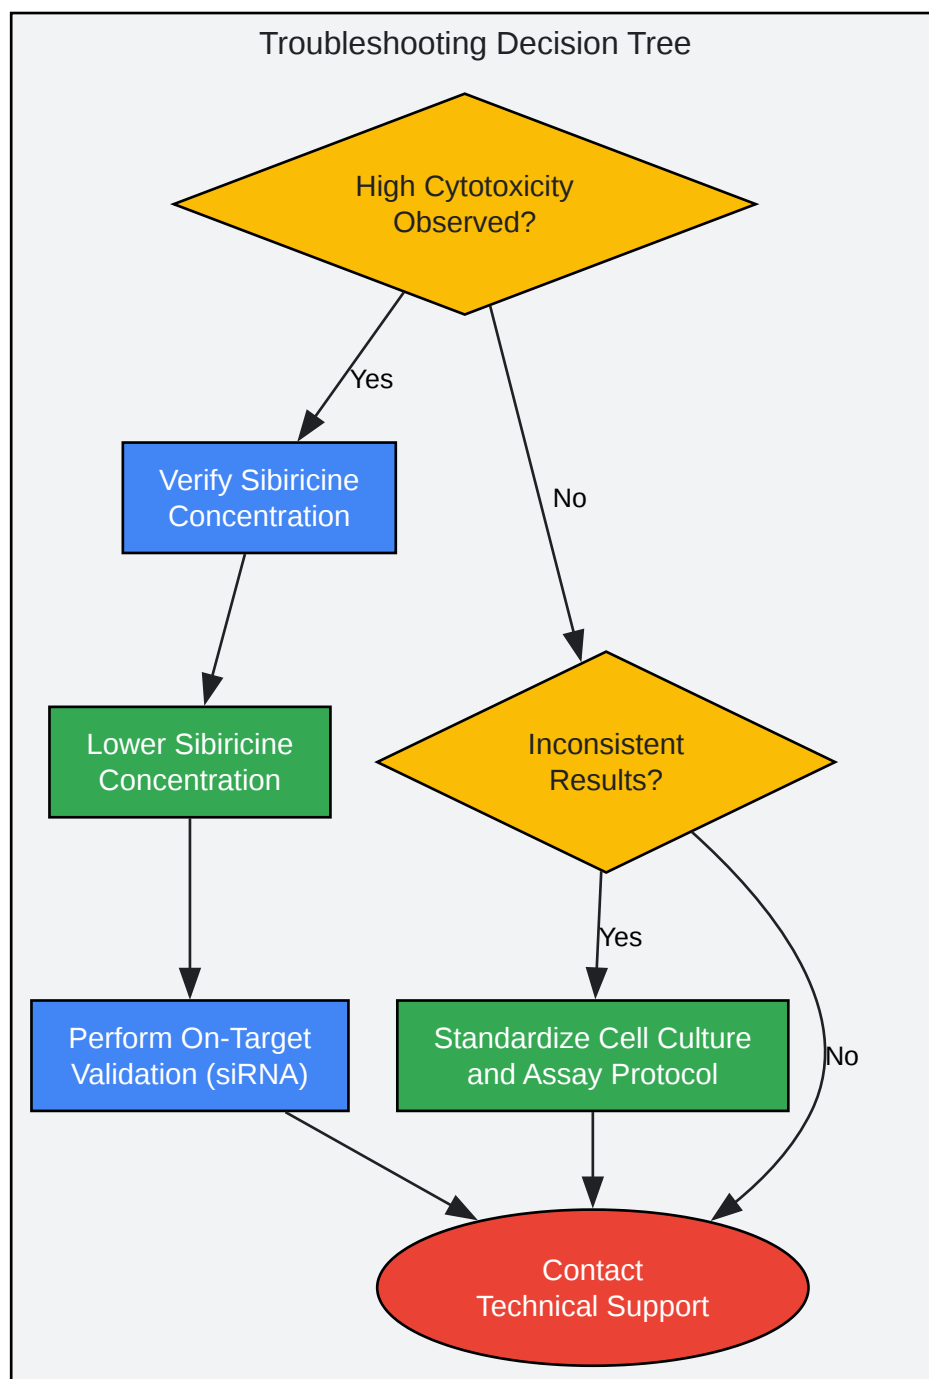 Troubleshooting Decision Tree
High Cytotoxicity
Observed?
Yes
Verify Sibiricine
Concentration
No
Lower Sibiricine
Concentration
Inconsistent
Results?
Yes
Perform On-Target
Validation (siRNA)
Standardize Cell Culture
and Assay Protocol
No
Contact
Technical Support